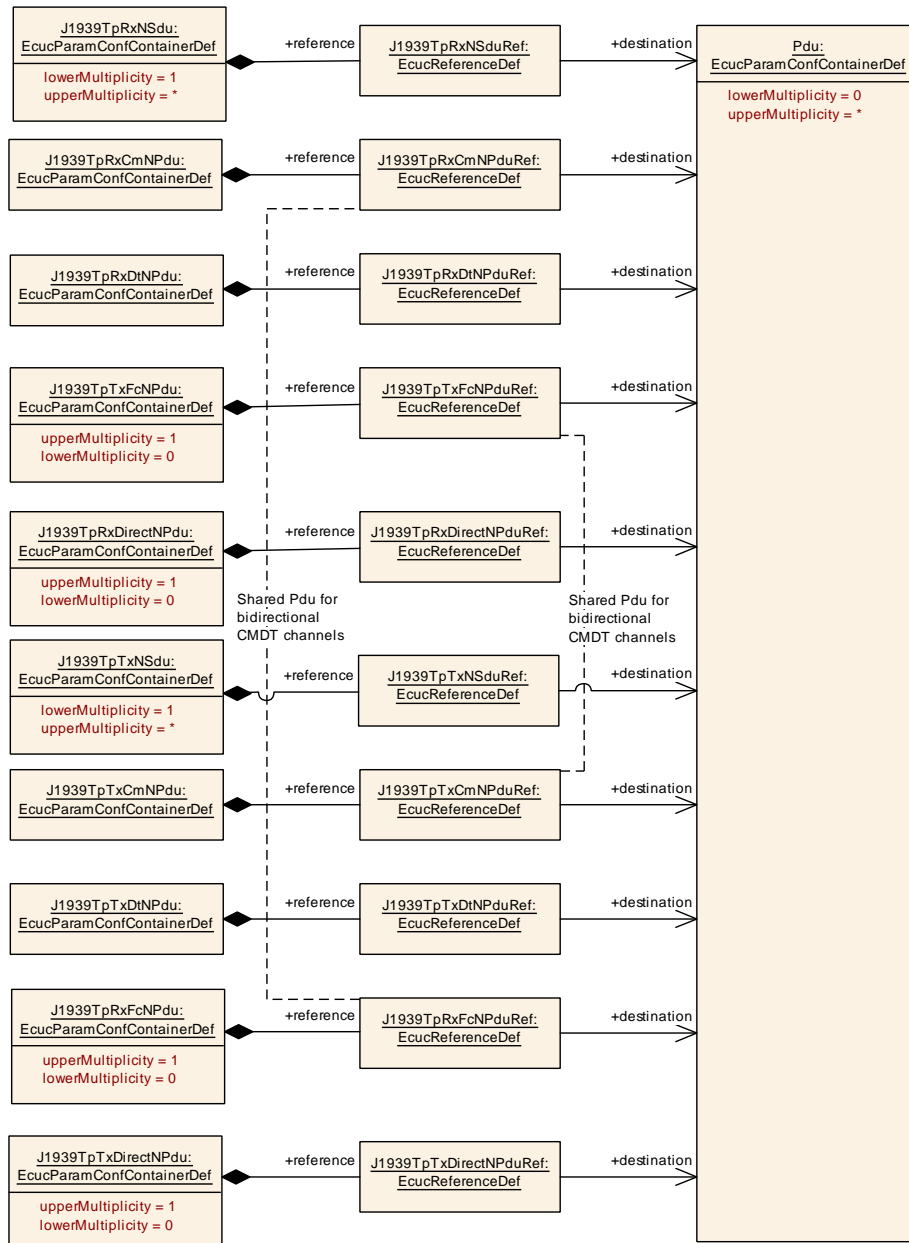 J1939TpRxNSdu:
EcucParamConfContainerDef
lowerMultiplicity = 1
upperMultiplicity = *
+reference
J1939TpRxNSduRef:
EcucReferenceDef
+destination
Pdu:
EcucParamConfContainerDef
lowerMultiplicity = 0
upperMultiplicity = *
J1939TpRxCmNPdu:
EcucParamConfContainerDef
+reference
J1939TpRxCmNPduRef:
EcucReferenceDef
+destination
J1939TpRxDtNPdu:
EcucParamConfContainerDef
+reference
J1939TpRxDtNPduRef:
EcucReferenceDef
+destination
J1939TpTxFcNPdu:
EcucParamConfContainerDef
upperMultiplicity = 1
lowerMultiplicity = 0
+reference
J1939TpTxFcNPduRef:
EcucReferenceDef
+destination
J1939TpRxDirectNPdu:
EcucParamConfContainerDef
upperMultiplicity = 1
lowerMultiplicity = 0
+reference
J1939TpRxDirectNPduRef:
EcucReferenceDef
+destination
Shared Pdu for
bidirectional
CMDT channels
Shared Pdu for
bidirectional
CMDT channels
J1939TpTxNSdu:
EcucParamConfContainerDef
lowerMultiplicity = 1
upperMultiplicity = *
+reference
J1939TpTxNSduRef:
EcucReferenceDef
+destination
J1939TpTxCmNPdu:
EcucParamConfContainerDef
+reference
J1939TpTxCmNPduRef:
EcucReferenceDef
+destination
J1939TpTxDtNPdu:
EcucParamConfContainerDef
+reference
J1939TpTxDtNPduRef:
EcucReferenceDef
+destination
J1939TpRxFcNPdu:
EcucParamConfContainerDef
upperMultiplicity = 1
lowerMultiplicity = 0
+reference
J1939TpRxFcNPduRef:
EcucReferenceDef
+destination
J1939TpTxDirectNPdu:
EcucParamConfContainerDef
upperMultiplicity = 1
lowerMultiplicity = 0
+reference
J1939TpTxDirectNPduRef:
EcucReferenceDef
+destination